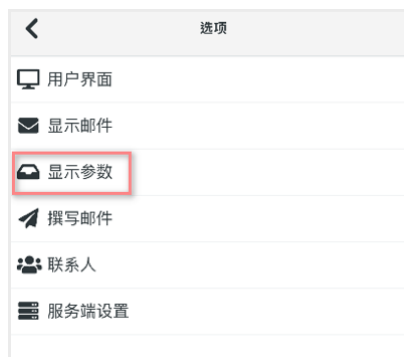 选项
用户界面
显示邮件
显示参数
撰写邮件
联系人
服务端设置